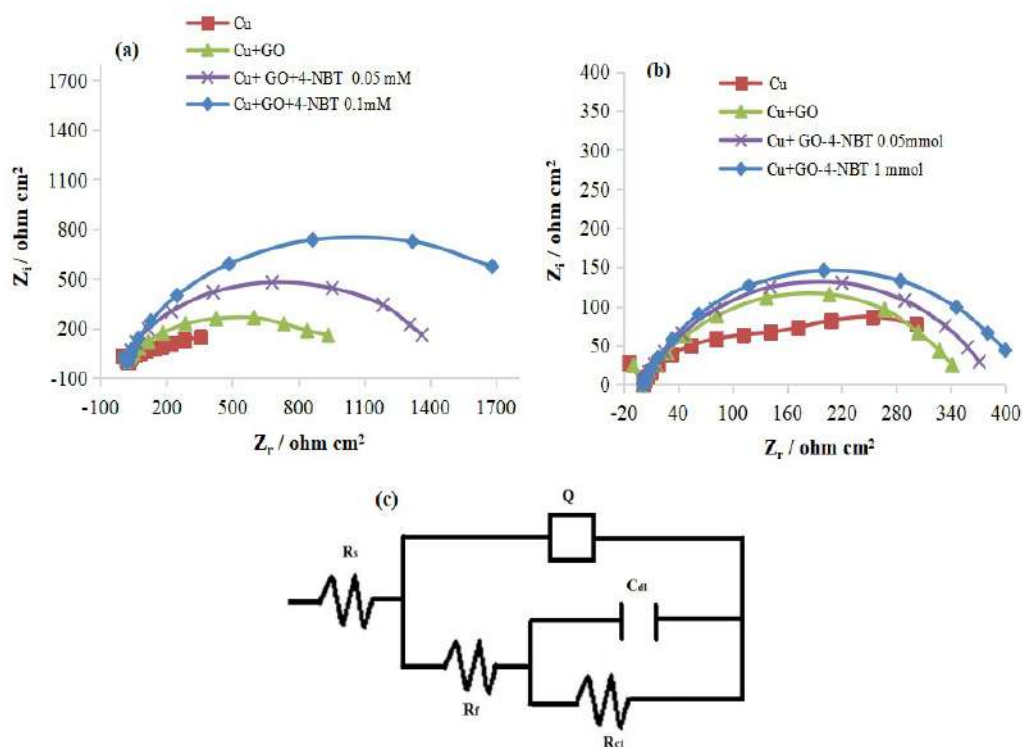 (a)
Cu
Cu+GO
Cu+ GO+4-NBT 0.05 mM
Cu+GO+4-NBT 0.1mM
Zi / ohm cm²
1700
1400
1100
800
500
200
-100
-100 200 500 800 1100 1400 1700
Zr / ohm cm²
(b)
Cu
Cu+GO
Cu+ GO-4-NBT 0.05mmol
Cu+GO-4-NBT 1 mmol
Zi / ohm cm²
400
350
300
250
200
150
100
50
0
-20 40 100 160 220 280 340 400
Zr / ohm cm²
(c)
Q
Rs
Cdl
Rf
Rct